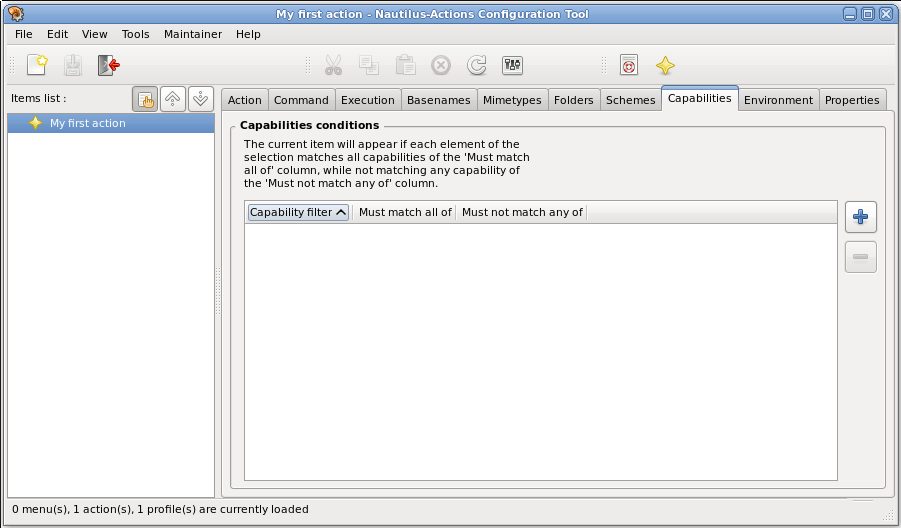 My first action - Nautilus-Actions Configuration Tool
File Edit View Tools Maintainer Help
Items list :
Action Command Execution Basenames Mimetypes Folders Schemes Capabilities Environment Properties
My first action
Capabilities conditions
The current item will appear if each element of the
selection matches all capabilities of the 'Must match
all of' column, while not matching any capability of
the 'Must not match any of' column.
Capability filter Must match all of Must not match any of
0 menu(s), 1 action(s), 1 profile(s) are currently loaded